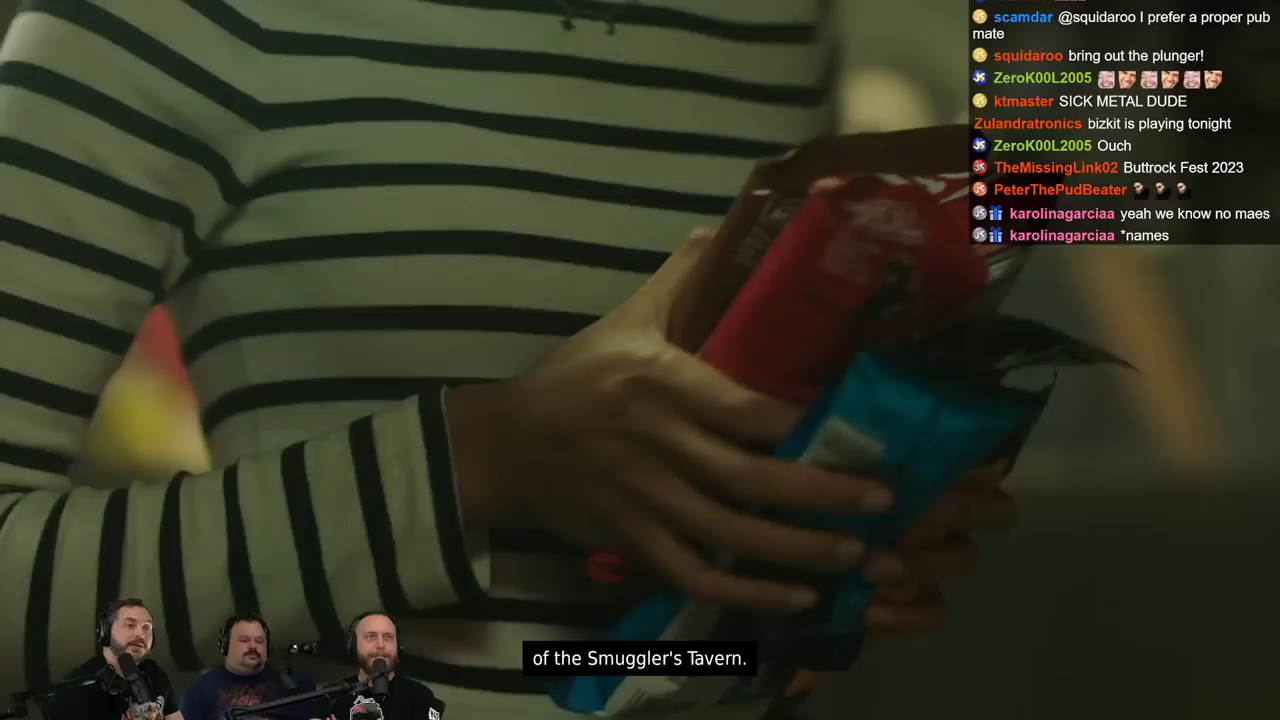 scamdar @squidaroo I prefer a proper pub
mate
squidaroo bring out the plunger!
ZeroK00L2005
ktmaster SICK METAL DUDE
Zulandratronics bizkit is playing tonight
ZeroK00L2005 Ouch
TheMissingLink02 Buttrock Fest 2023
PeterThePudBeater
karolinagarciaa yeah we know no maes
karolinagarciaa *names
of the Smuggler's Tavern.